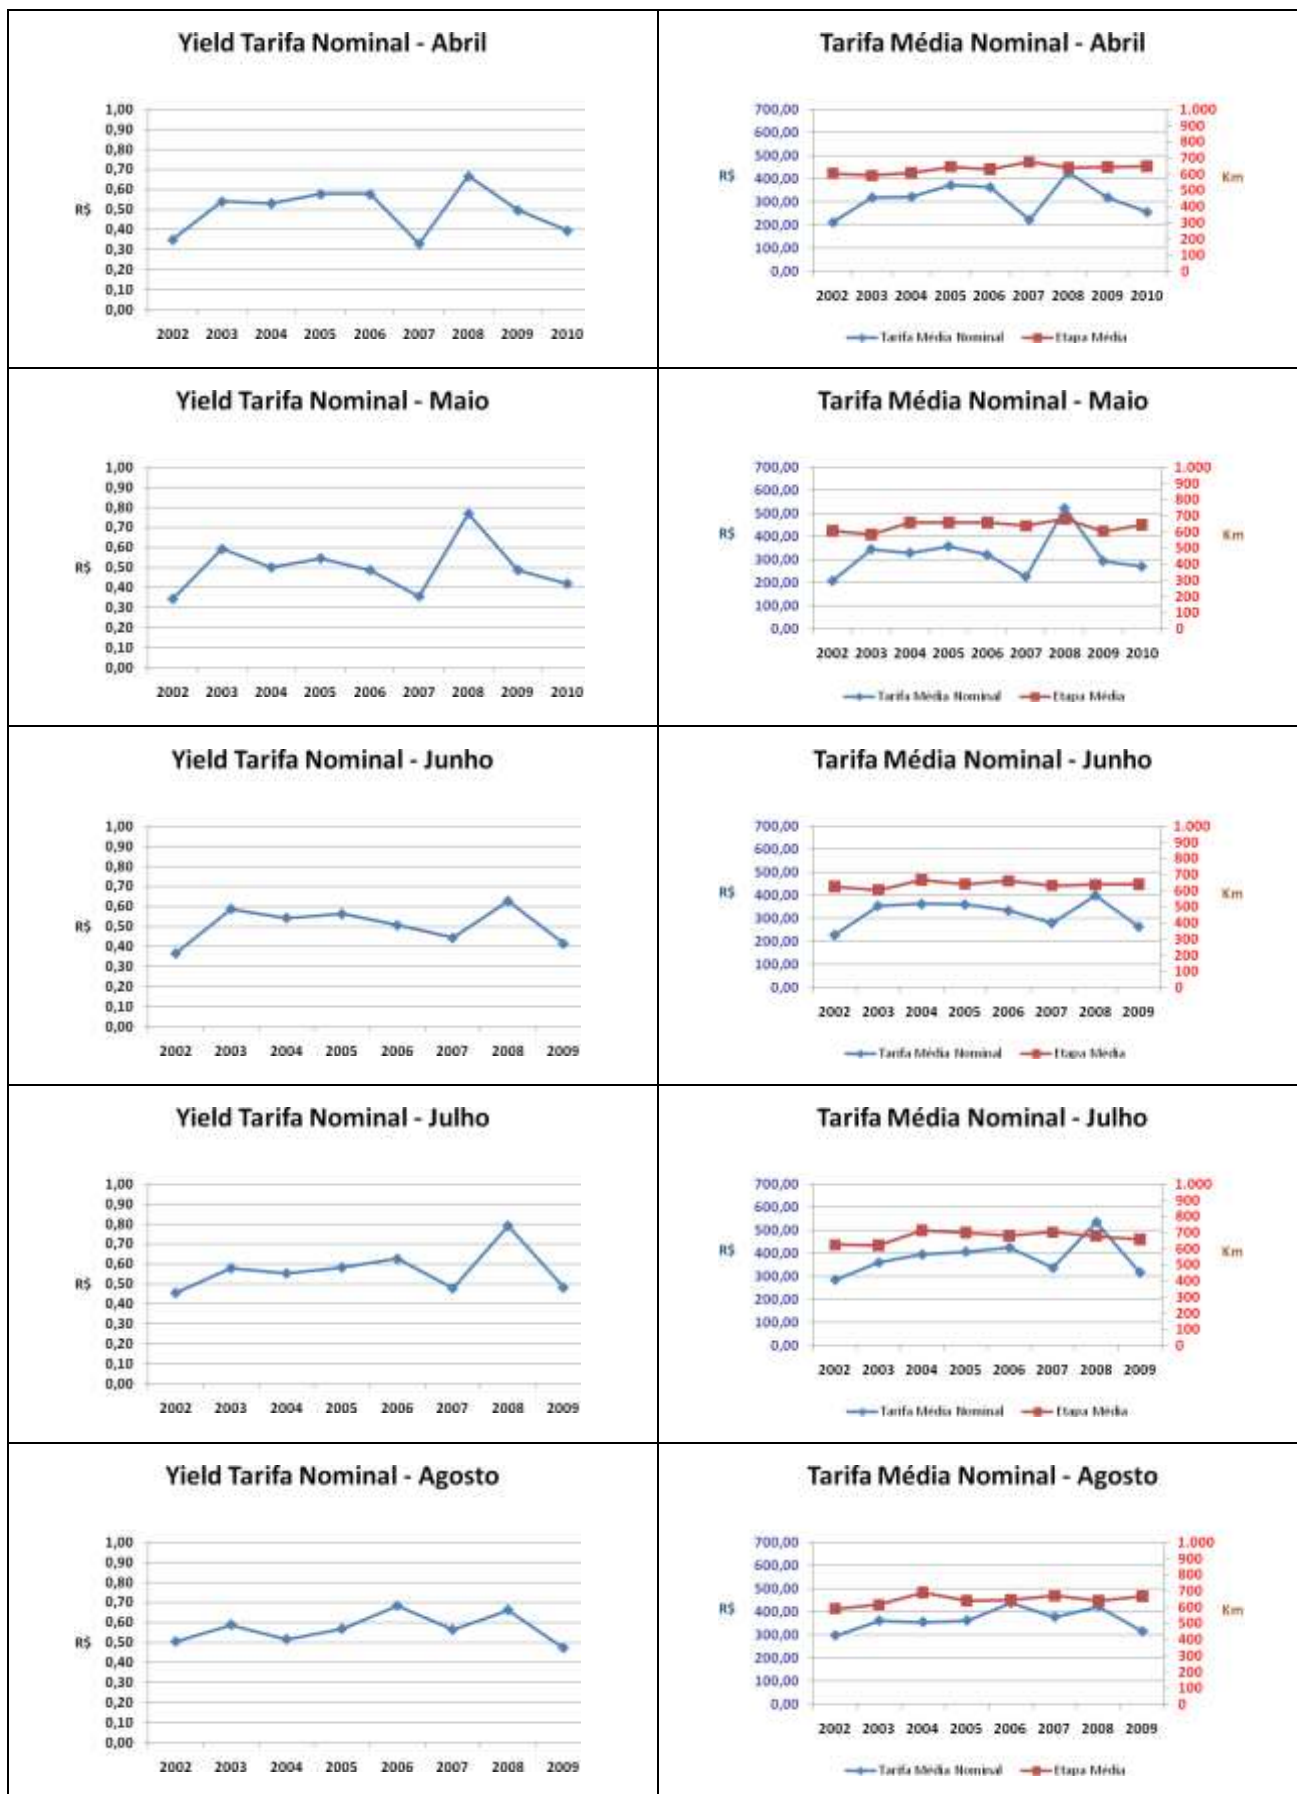 Yield Tarifa Nominal - Abril
1,00
0,90
0,80
0,70
0,60
R$ 0,50
0,40
0,30
0,20
0,10
0,00
2002 2003 2004 2005 2006 2007 2008 2009 2010
Tarifa Média Nominal - Abril
700,00 1.000
600,00 900
500,00 800
R$ 400,00 700 Km
300,00 600
200,00 500
100,00 400
0,00 300
200
100
0
2002 2003 2004 2005 2006 2007 2008 2009 2010
Tarifa Média Nominal Etapa Média
Yield Tarifa Nominal - Maio
1,00
0,90
0,80
0,70
0,60
R$ 0,50
0,40
0,30
0,20
0,10
0,00
2002 2003 2004 2005 2006 2007 2008 2009 2010
Tarifa Média Nominal - Maio
700,00 1.000
600,00 900
500,00 800
R$ 400,00 700 Km
300,00 600
200,00 500
100,00 400
0,00 300
200
100
0
2002 2003 2004 2005 2006 2007 2008 2009 2010
Tarifa Média Nominal Etapa Média
Yield Tarifa Nominal - Junho
1,00
0,90
0,80
0,70
0,60
R$ 0,50
0,40
0,30
0,20
0,10
0,00
2002 2003 2004 2005 2006 2007 2008 2009
Tarifa Média Nominal - Junho
700,00 1.000
600,00 900
500,00 800
R$ 400,00 700 Km
300,00 600
200,00 500
100,00 400
0,00 300
200
100
0
2002 2003 2004 2005 2006 2007 2008 2009
Tarifa Média Nominal Etapa Média
Yield Tarifa Nominal - Julho
1,00
0,90
0,80
0,70
0,60
R$ 0,50
0,40
0,30
0,20
0,10
0,00
2002 2003 2004 2005 2006 2007 2008 2009
Tarifa Média Nominal - Julho
700,00 1.000
600,00 900
500,00 800
R$ 400,00 700 Km
300,00 600
200,00 500
100,00 400
0,00 300
200
100
0
2002 2003 2004 2005 2006 2007 2008 2009
Tarifa Média Nominal Etapa Média
Yield Tarifa Nominal - Agosto
1,00
0,90
0,80
0,70
0,60
R$ 0,50
0,40
0,30
0,20
0,10
0,00
2002 2003 2004 2005 2006 2007 2008 2009
Tarifa Média Nominal - Agosto
700,00 1.000
600,00 900
500,00 800
R$ 400,00 700 Km
300,00 600
200,00 500
100,00 400
0,00 300
200
100
0
2002 2003 2004 2005 2006 2007 2008 2009
Tarifa Média Nominal Etapa Média